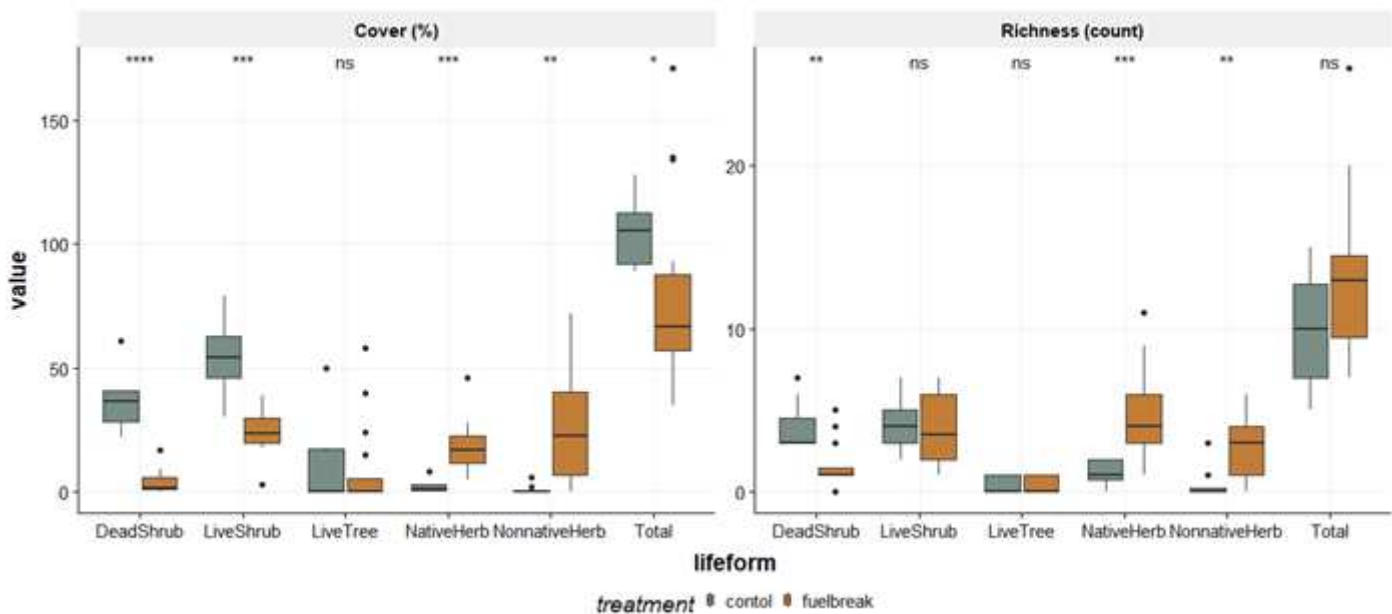 Cover (%)
Richness (count)
**** *** ns *** ** *
** ns ns *** ** ns
value
150
100
50
0
20
10
0
DeadShrub LiveShrub LiveTree NativeHerb NonnativeHerb Total
DeadShrub LiveShrub LiveTree NativeHerb NonnativeHerb Total
lifeform
treatment contol fuelbreak